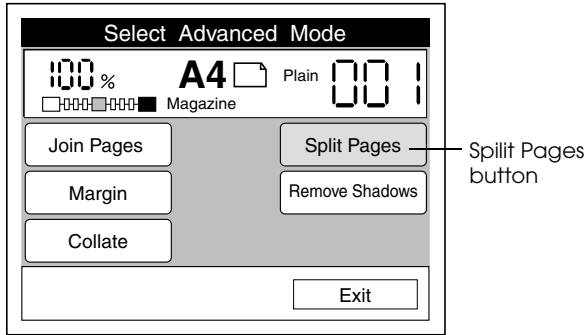 Select Advanced Mode
100 % A4 Plain 001
Magazine
Join Pages Split Pages
Spilit Pages
button
Margin Remove Shadows
Collate
Exit